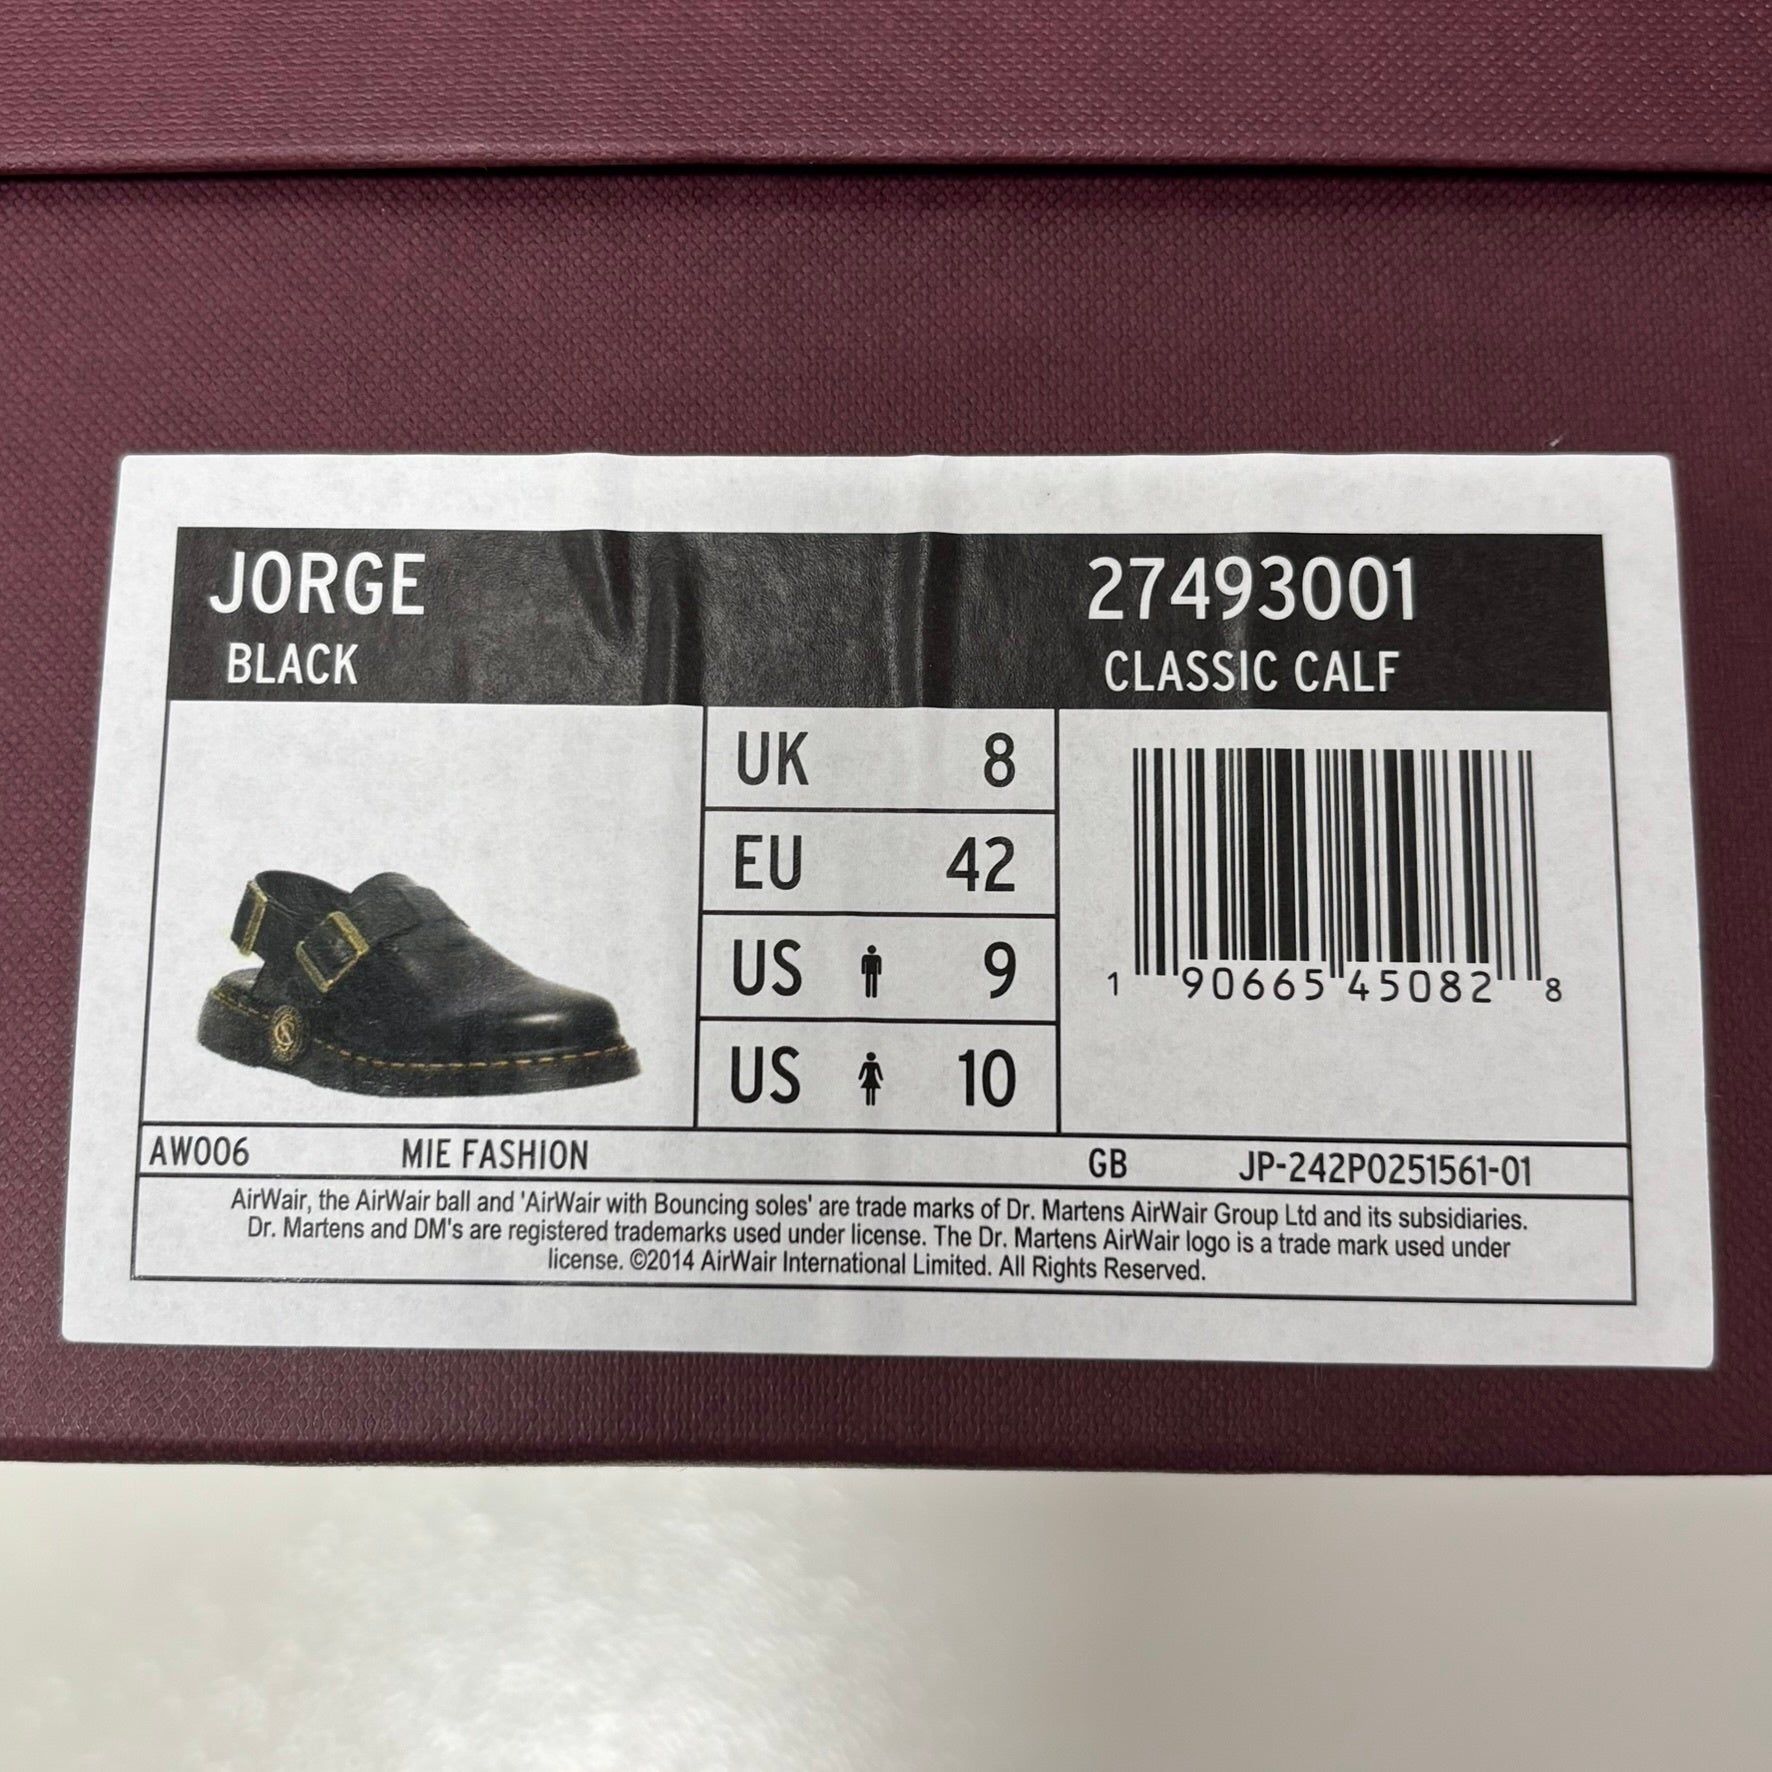 JORGE
BLACK
27493001
CLASSIC CALF
UK 8
EU 42
US 9
US 10
1 90665 45082 8
AW006 MIE FASHION GB JP-242P0251561-01
AirWair, the AirWair ball and 'AirWair with Bouncing soles' are trade marks of Dr. Martens AirWair Group Ltd and its subsidiaries.
Dr. Martens and DM's are registered trademarks used under license. The Dr. Martens AirWair logo is a trade mark used under
license. ©2014 AirWair International Limited. All Rights Reserved.